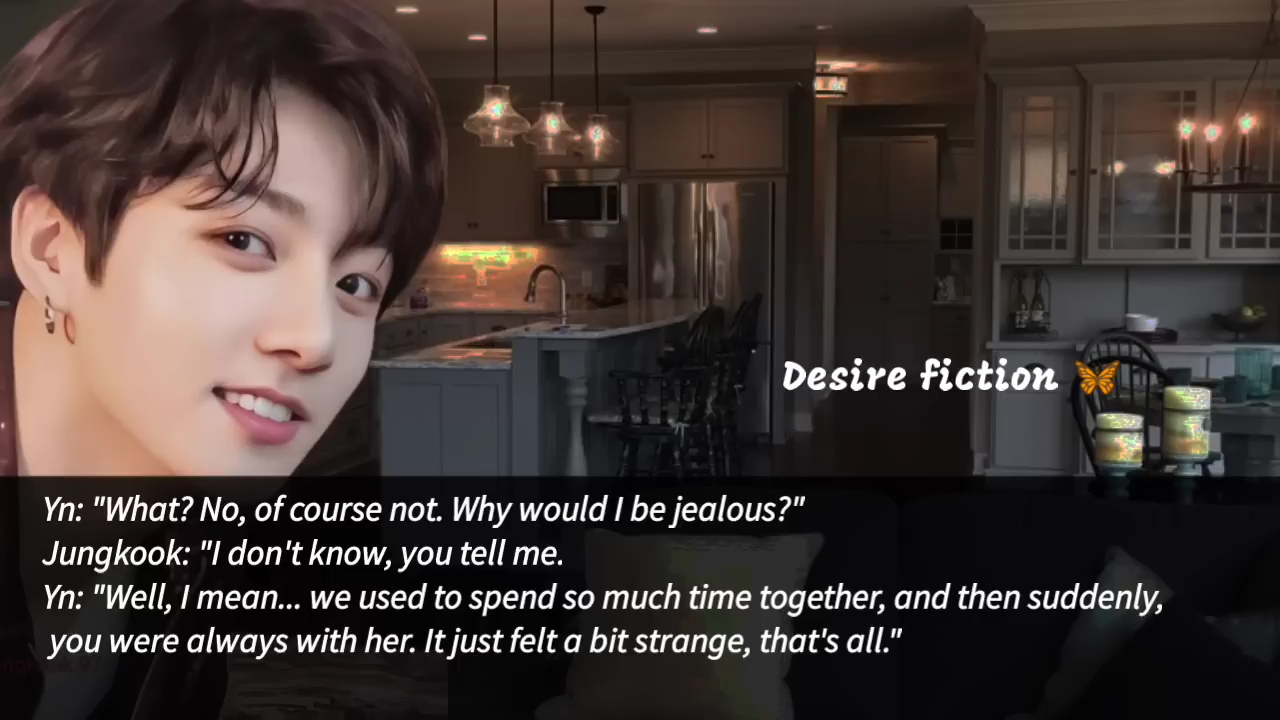 Desire fiction 🦋
Yn: "What? No, of course not. Why would I be jealous?"
Jungkook: "I don't know, you tell me.
Yn: "Well, I mean... we used to spend so much time together, and then suddenly,
you were always with her. It just felt a bit strange, that's all."